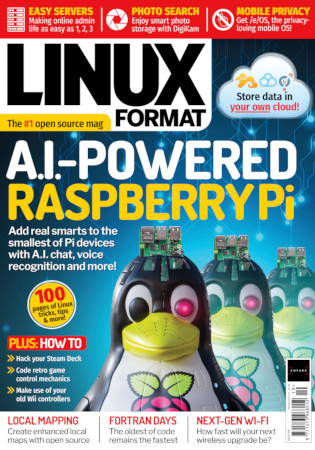 EASY SERVERS
Making online admin
life as easy as 1, 2, 3
PHOTO SEARCH
Enjoy smart photo
storage with DigiKam
MOBILE PRIVACY
Get /e/OS, the privacy-
loving mobile OS!
LINUX
FORMAT
The #1 open source mag
Store data in
your own cloud!
A.I.-POWERED
RASPBERRY Pi
Add real smarts to the
smallest of Pi devices
with A.I. chat, voice
recognition and more!
100
pages of Linux
tricks, tips
& more!
PLUS: HOW TO
Hack your Steam Deck
Code retro game
control mechanics
Make use of your
old Wii controllers
FUTURE
LOCAL MAPPING
Create enhanced local
maps with open source
FORTRAN DAYS
The oldest of code
remains the fastest
NEXT-GEN WI-FI
How fast will your next
wireless upgrade be?